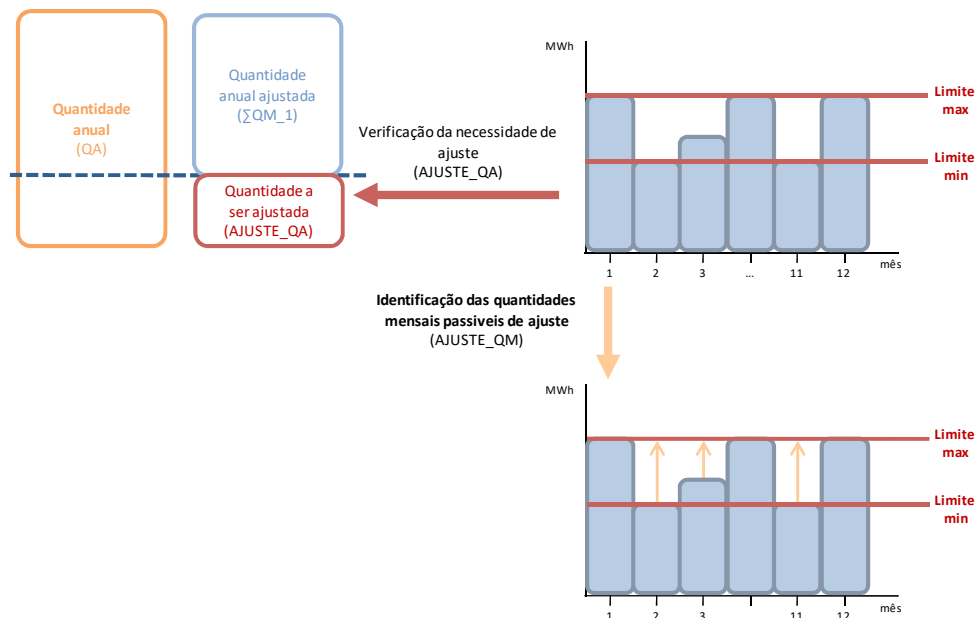 Quantidade
anual
(QA)
Quantidade
anual ajustada
(∑QM_1)
Quantidade a
ser ajustada
(AJUSTE_QA)
Verificação da necessidade de
ajuste
(AJUSTE_QA)
MWh
Limite
max
Limite
min
1 2 3 ... 11 12
mês
Identificação das quantidades
mensais passiveis de ajuste
(AJUSTE_QM)
MWh
Limite
max
Limite
min
1 2 3 11 12
mês